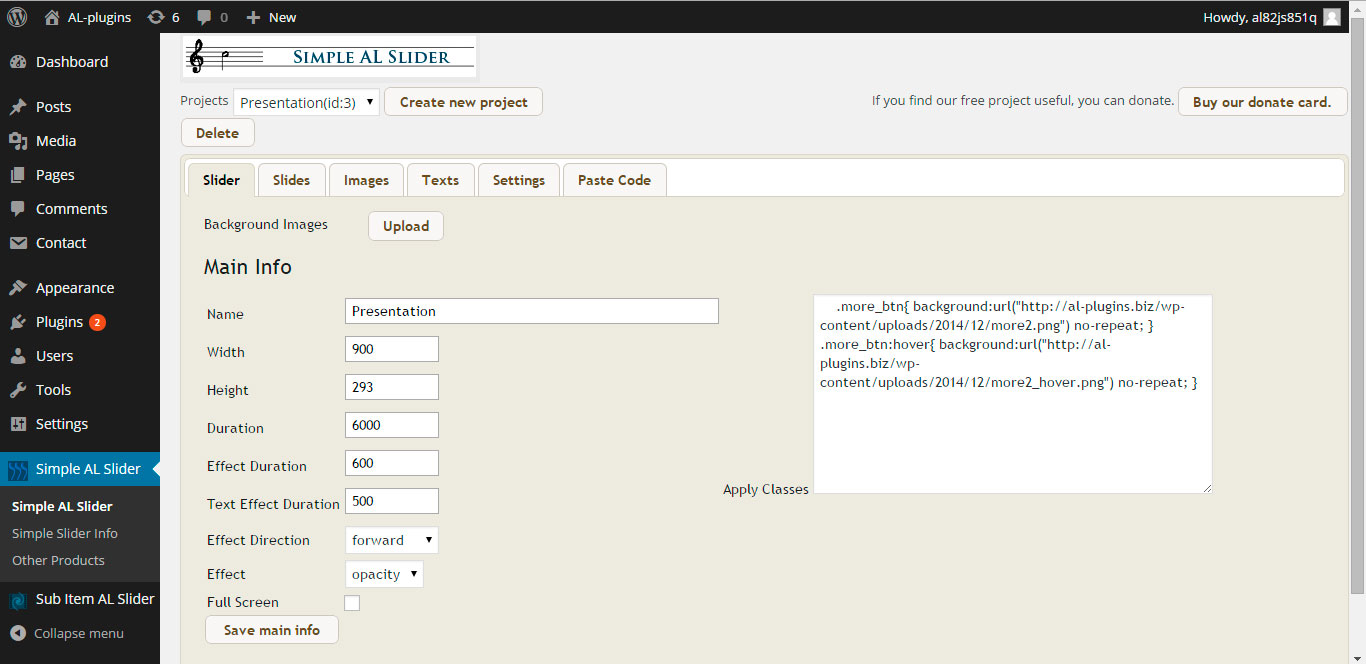 AL-plugins 6 0 New
Howdy, al82js851q
Dashboard
Posts
Media
Pages
Comments
Contact
Appearance
Plugins 2
Users
Tools
Settings
Simple AL Slider
Simple AL Slider
Simple Slider Info
Other Products
Sub Item AL Slider
Collapse menu
SIMPLE AL SLIDER
Projects Presentation(id:3) Create new project
If you find our free project useful, you can donate. Buy our donate card.
Delete
Slider Slides Images Texts Settings Paste Code
Background Images Upload
Main Info
Name Presentation
Width 900
Height 293
Duration 6000
Effect Duration 600
Text Effect Duration 500
Effect Direction forward
Effect opacity
Full Screen
Save main info
Apply Classes
.more_btn{ background:url("http://al-plugins.biz/wp-
content/uploads/2014/12/more2.png") no-repeat; }
.more_btn:hover{ background:url("http://al-
plugins.biz/wp-
content/uploads/2014/12/more2_hover.png") no-repeat; }